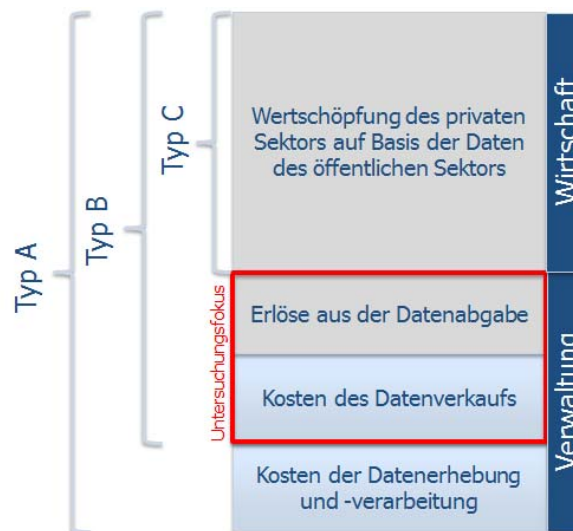 Typ A
Typ B
Typ C
Wertschöpfung des privaten
Sektors auf Basis der Daten
des öffentlichen Sektors
Wirtschaft
Untersuchungsfokus
Erlöse aus der Datenabgabe
Kosten des Datenverkaufs
Kosten der Datenerhebung
und -verarbeitung
Verwaltung